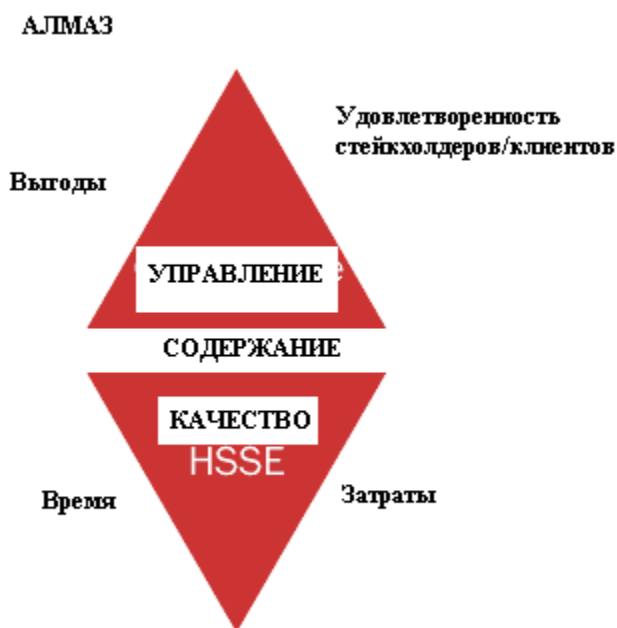 АЛМАЗ
Удовлетворенность
стейкхолдеров/клиентов
Выгоды
УПРАВЛЕНИЕ
СОДЕРЖАНИЕ
КАЧЕСТВО
HSSE
Время
Затраты